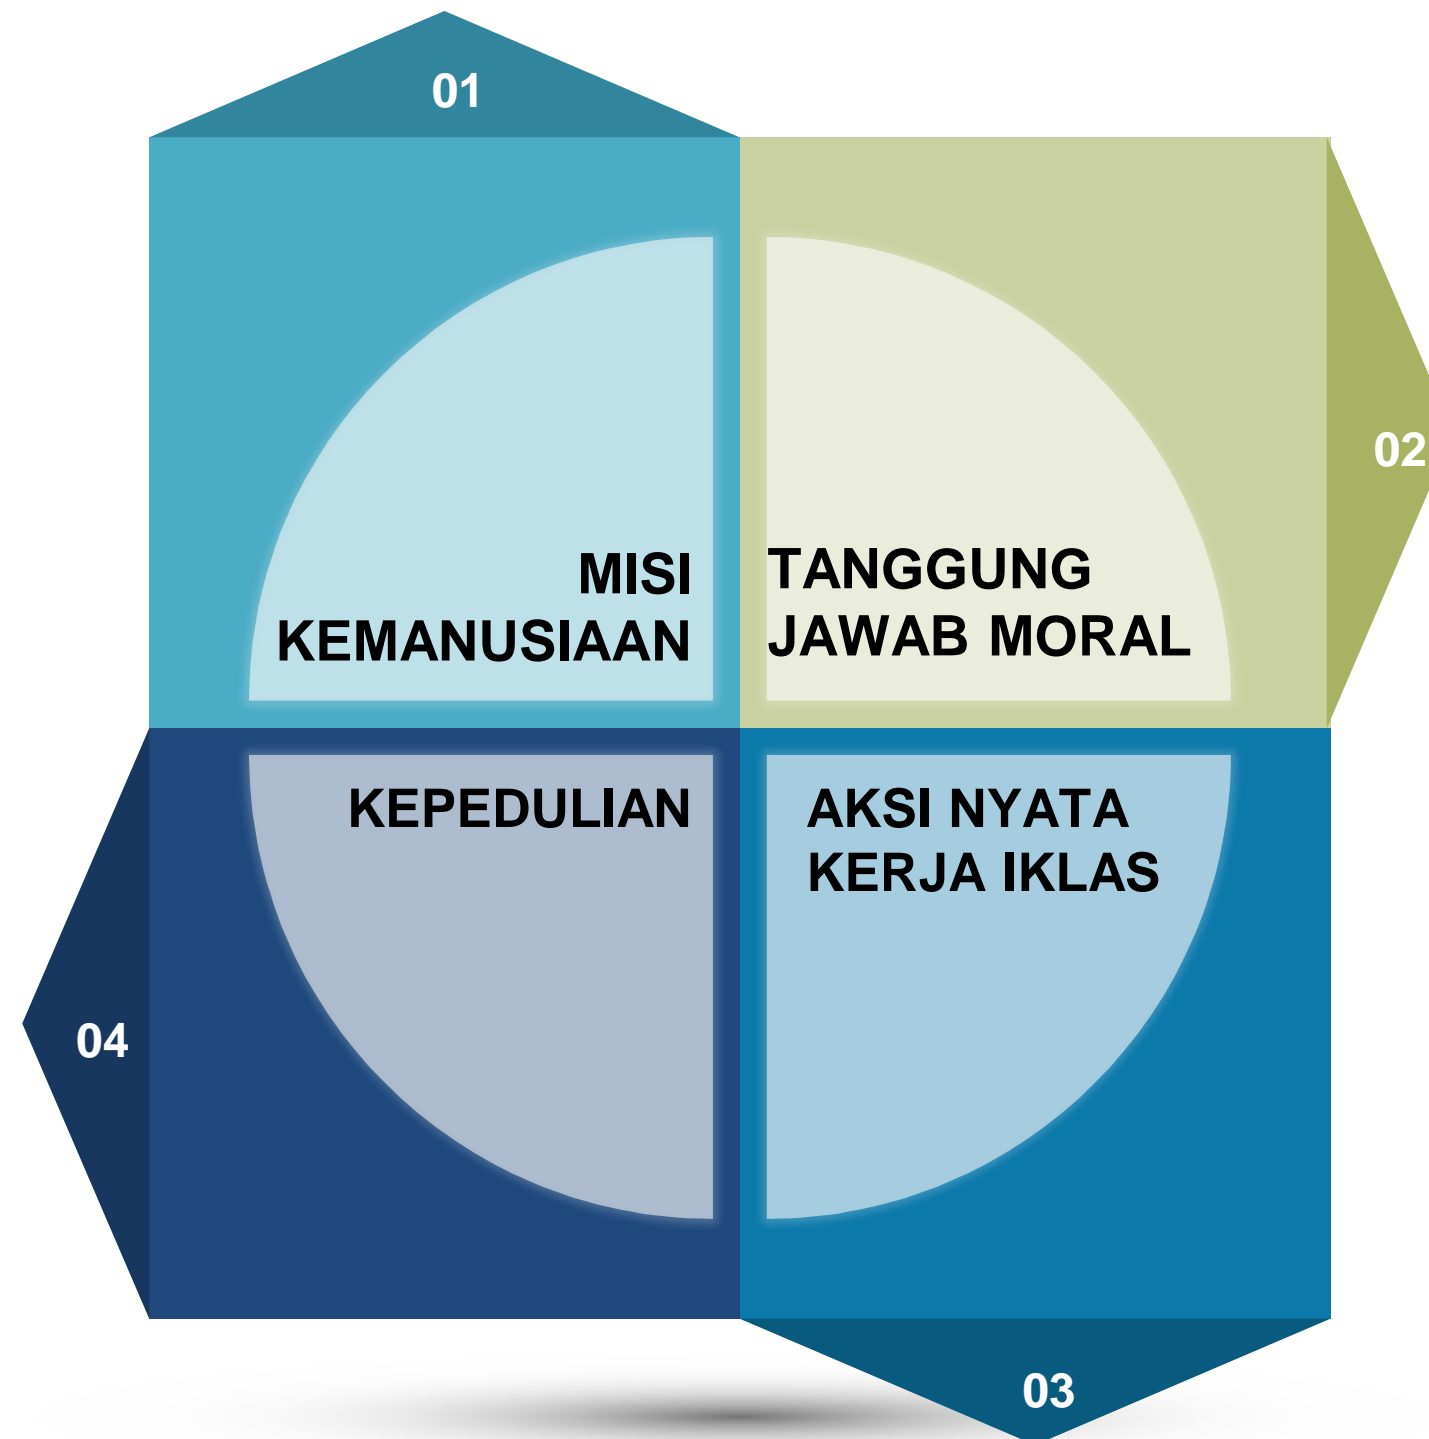 01
MISI
KEMANUSIAAN
02
TANGGUNG
JAWAB MORAL
03
AKSI NYATA
KERJA IKLAS
04
KEPEDULIAN